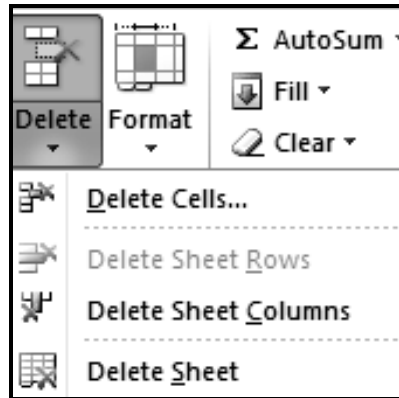 Σ AutoSum
Fill
Delete Format
Clear
Delete Cells...
Delete Sheet Rows
Delete Sheet Columns
Delete Sheet